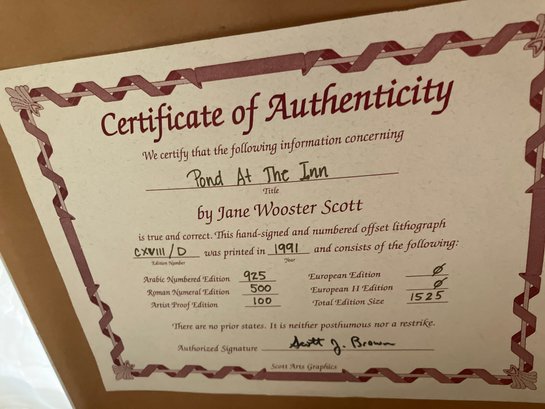 Certificate of Authenticity
We certify that the following information concerning
Pond At The Inn
Title
by Jane Wooster Scott
is true and correct. This hand-signed and numbered offset lithograph
CXVIII/D was printed in 1991 and consists of the following:
Edition Number Year
Arabic Numbered Edition 925 European Edition Ø
Roman Numeral Edition 500 European II Edition Ø
Artist Proof Edition 100 Total Edition Size 1525
There are no prior states. It is neither posthumous nor a restrike.
Authorized Signature Scott J. Brown
Scott Arts Graphics